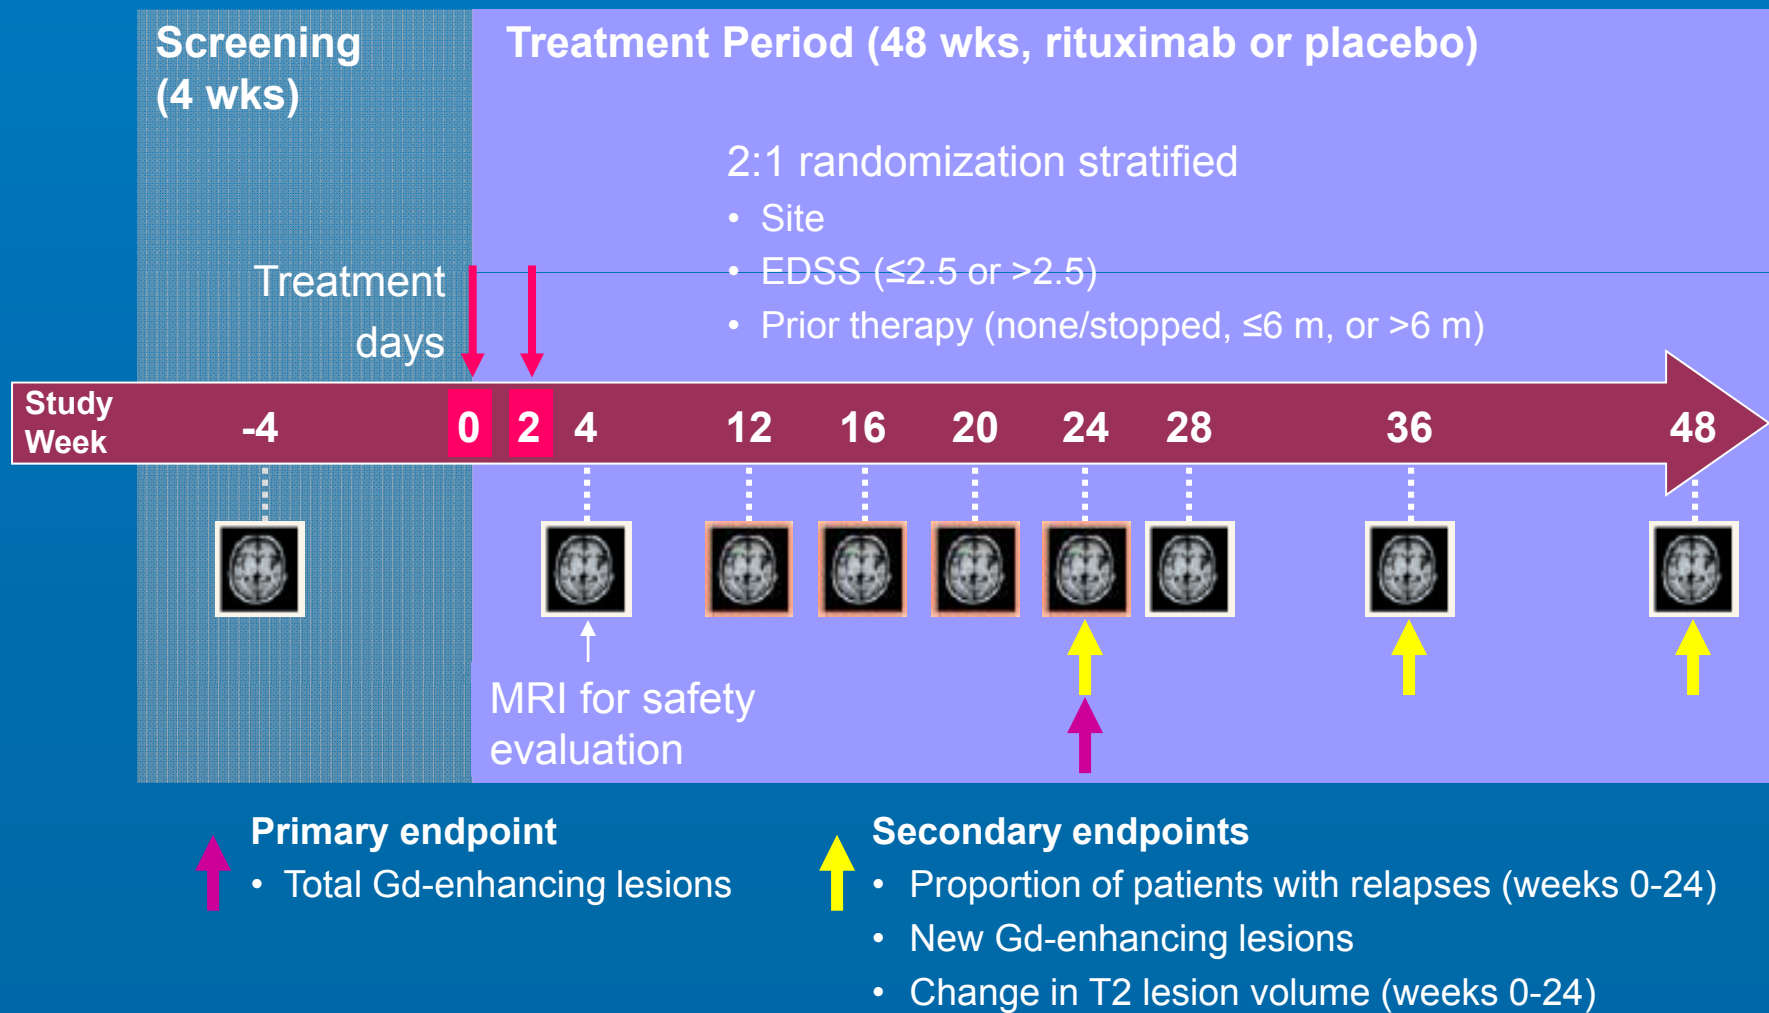 Screening
(4 wks)
Treatment Period (48 wks, rituximab or placebo)
2:1 randomization stratified
• Site
• EDSS (≤2.5 or >2.5)
• Prior therapy (none/stopped, ≤6 m, or >6 m)
Treatment
days
Study
Week
-4 0 2 4 12 16 20 24 28 36 48
MRI for safety
evaluation
Primary endpoint
• Total Gd-enhancing lesions
Secondary endpoints
• Proportion of patients with relapses (weeks 0-24)
• New Gd-enhancing lesions
• Change in T2 lesion volume (weeks 0-24)